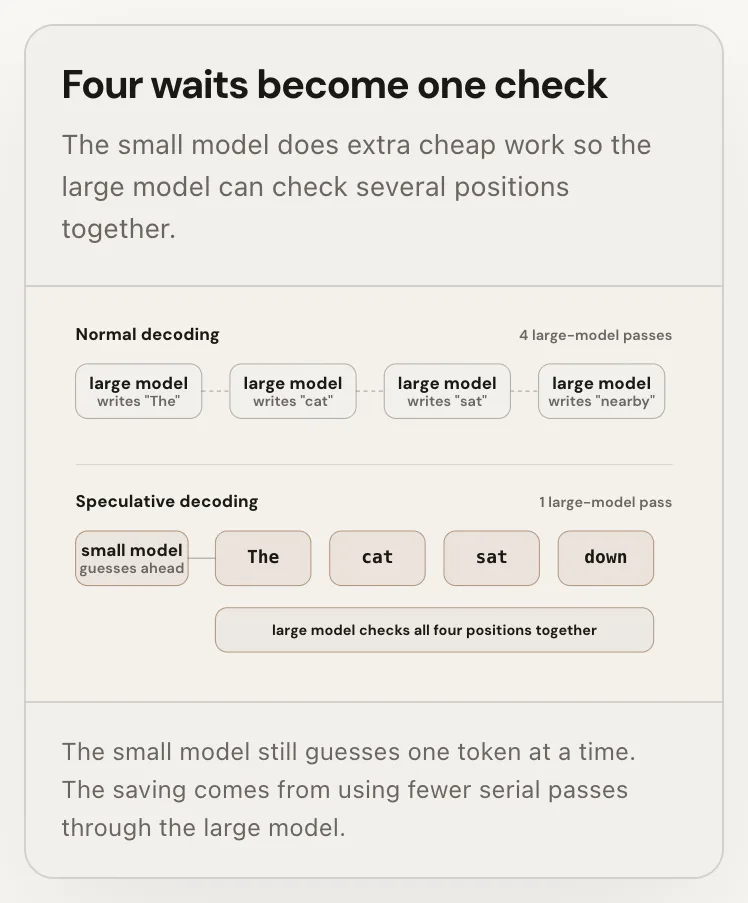 Four waits become one check
The small model does extra cheap work so the
large model can check several positions
together.
Normal decoding
4 large-model passes
large model
writes "The"
large model
writes "cat"
large model
writes "sat"
large model
writes "nearby"
Speculative decoding
1 large-model pass
small model
guesses ahead
The
cat
sat
down
large model checks all four positions together
The small model still guesses one token at a time.
The saving comes from using fewer serial passes
through the large model.